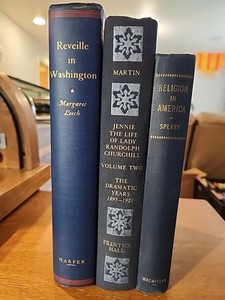 Reveille
in
Washington
Margaret
Leech
HARPER
MARTIN
JENNIE
THE LIFE OF
LADY
RANDOLPH
CHURCHILL
VOLUME TWO
THE
DRAMATIC
YEARS
1895-1921
PRENTICE
HALL
RELIGION
IN
AMERICA
SPERRY
MACMILLAN